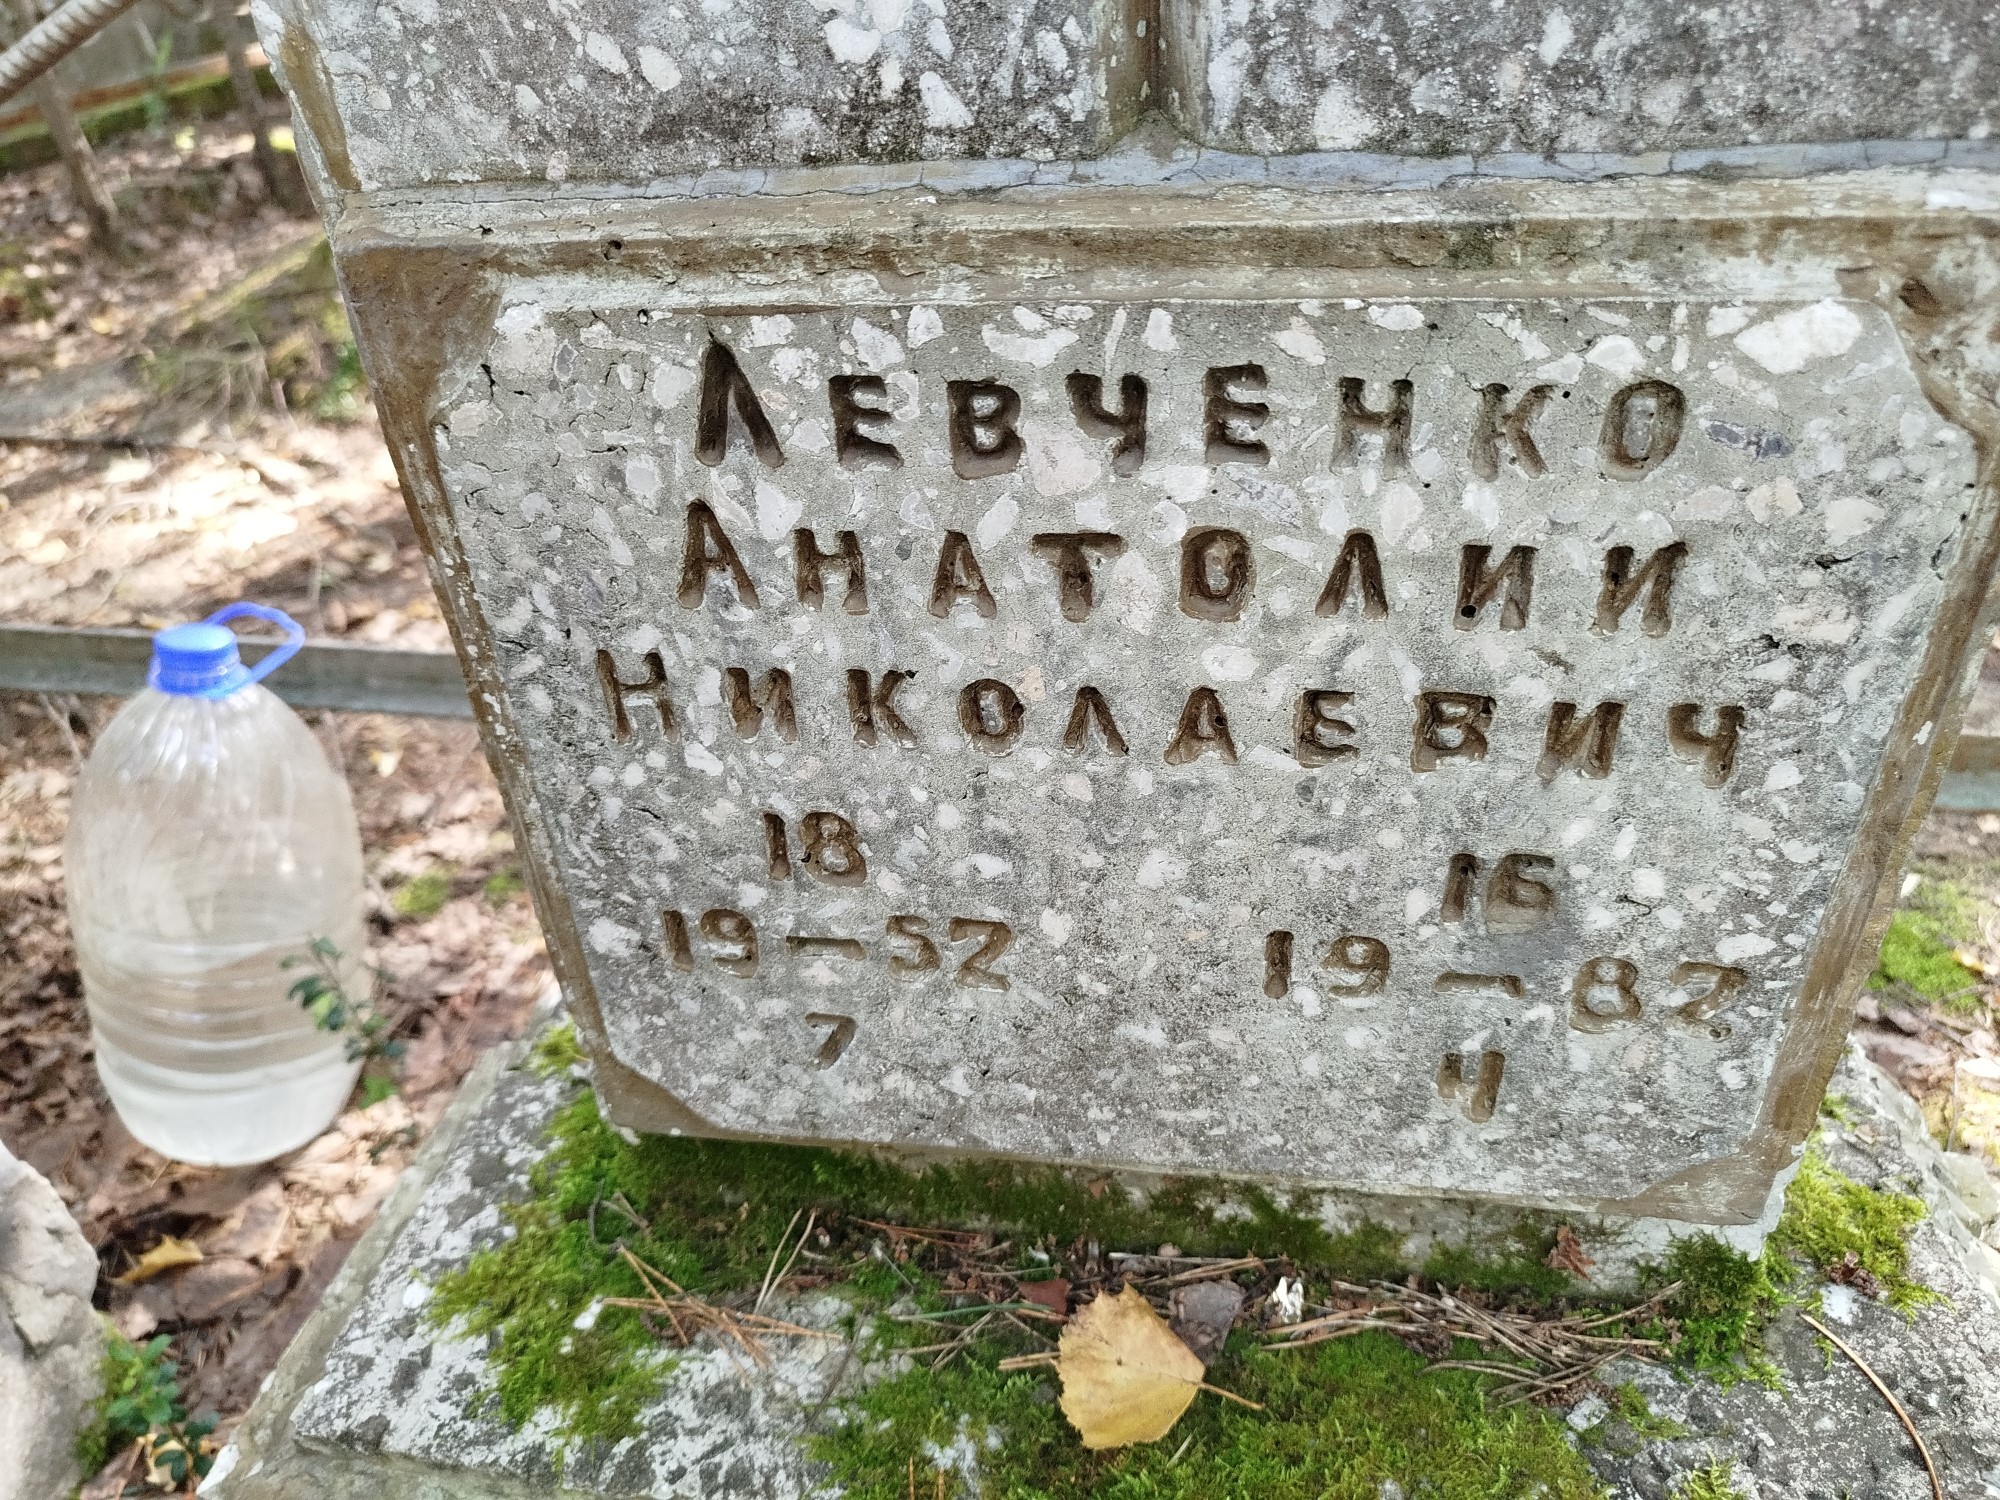 Левченко
Анатолии
Николаевич
18 16
19—52 19—82
7 4